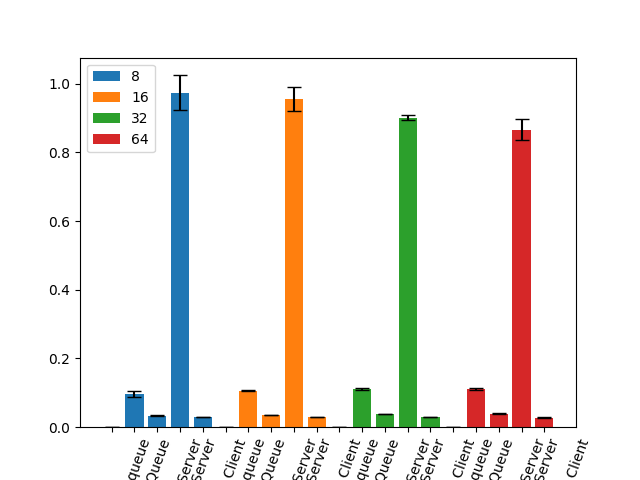 1.0
0.8
0.6
0.4
0.2
0.0
8
16
32
64
queue
Queue
Server
Server
Client
queue
Queue
Server
Server
Client
queue
Queue
Server
Server
Client
queue
Queue
Server
Server
Client